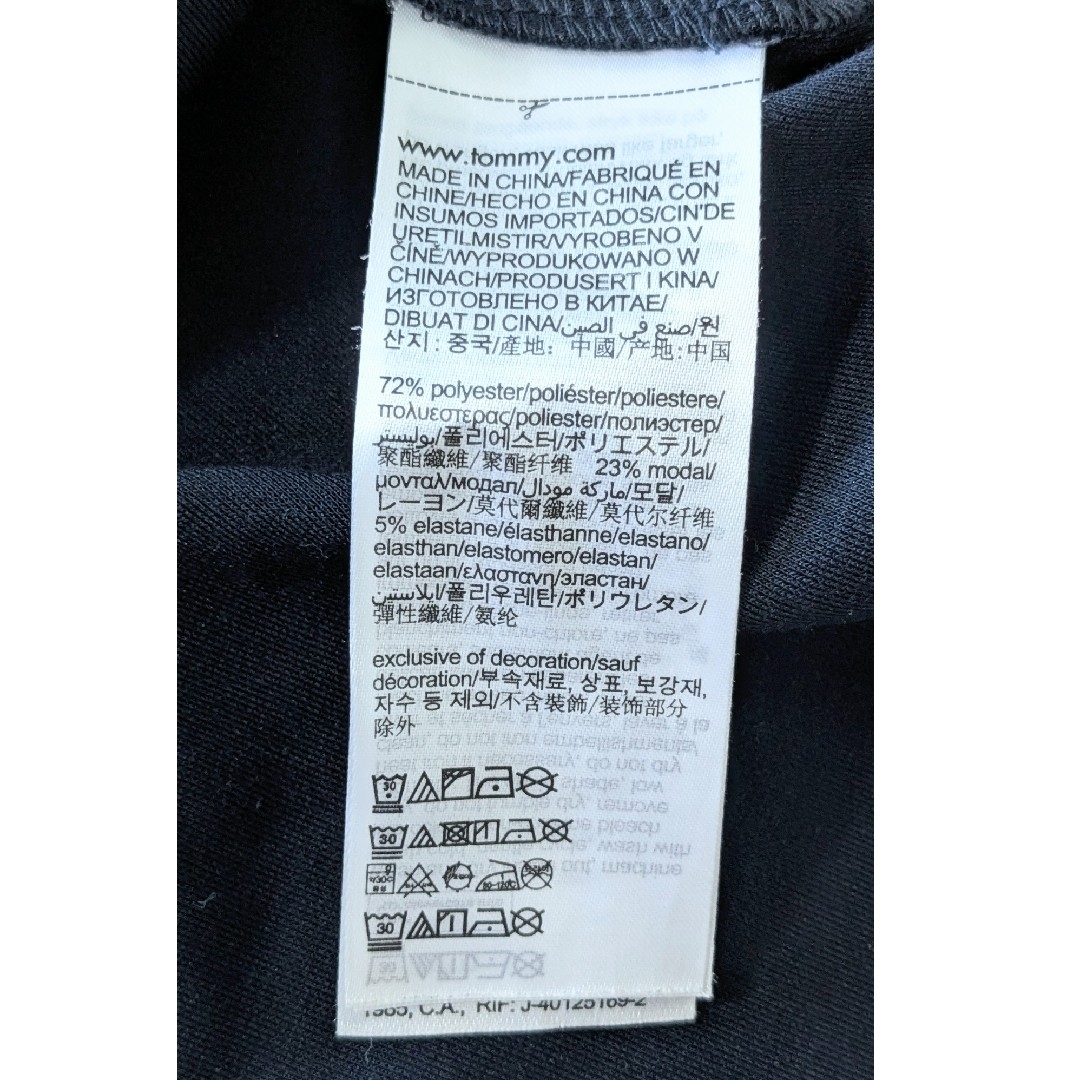 www.tommy.com
MADE IN CHINA/FABRIQUÉ EN
CHINE/HECHO EN CHINA CON
INSUMOS IMPORTADOS/CIN'DE
URETILMISTIR/VYROBENO V
ČÍNĚ/WYPRODUKOWANO W
CHINACH/PRODUSERT I KINA/
ИЗГОТОВЛЕНО В КИТАЕ/
DIBUAT DI CINA/صنع في الصين/원
산지: 중국/產地: 中國/产地:中国
72% polyester/poliéster/poliestere/
πολυεστερας/poliester/полиэстер/
بوليستر/폴리에스터/ポリエステル/
聚酯纖維/聚酯纤维 23% modal/
μονταλ/модал/ماركة مودال/모달/
レーヨン/莫代爾纖維/莫代尔纤维
5% elastane/élasthanne/elastano/
elasthan/elastomero/elastan/
elastaan/ελαστανη/эластан/
ايلاستين/폴리우레탄/ポリウレタン/
彈性纖維/氨纶
exclusive of decoration/sauf
décoration/부속재료, 상표, 보강재,
자수 등 제외/不含裝飾/装饰部分
除外
30
30
30
1985, C.A., RIF: J-40125169-2